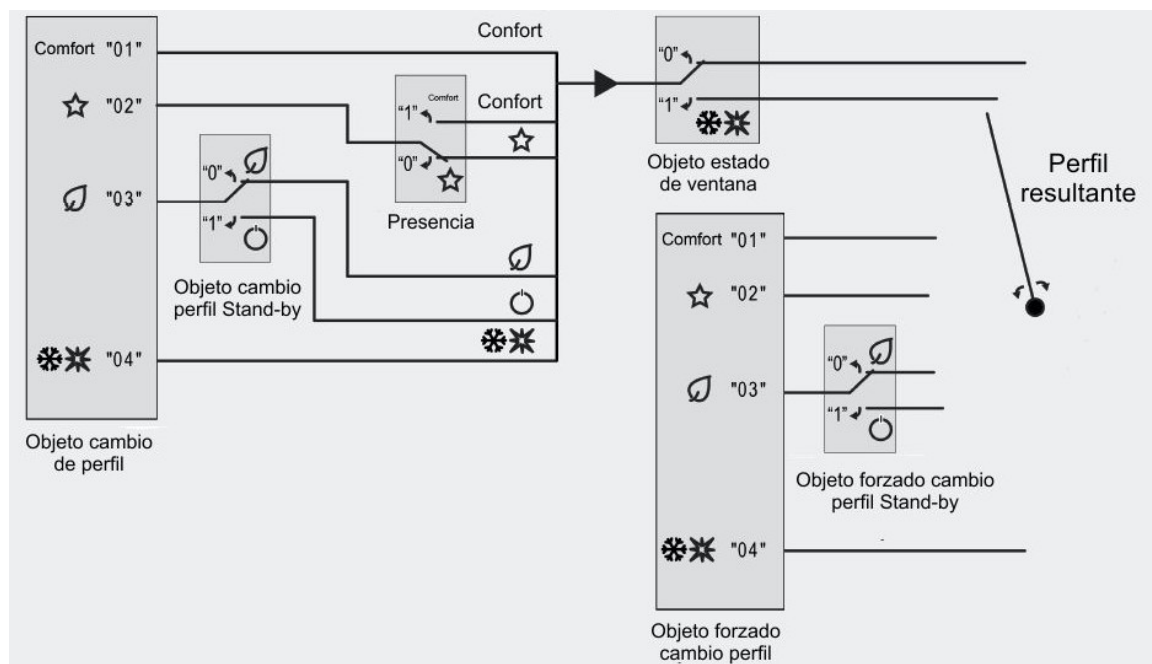 Comfort "01"
"02"
"03"
"04"
Objeto cambio
de perfil
"0"
"1"
Objeto cambio
perfil Stand-by
Comfort
"1"
"0"
Presencia
Confort
Confort
"0"
"1"
Objeto estado
de ventana
Perfil
resultante
Comfort "01"
"02"
"03"
"04"
"0"
"1"
Objeto forzado cambio
perfil Stand-by
Objeto forzado
cambio perfil